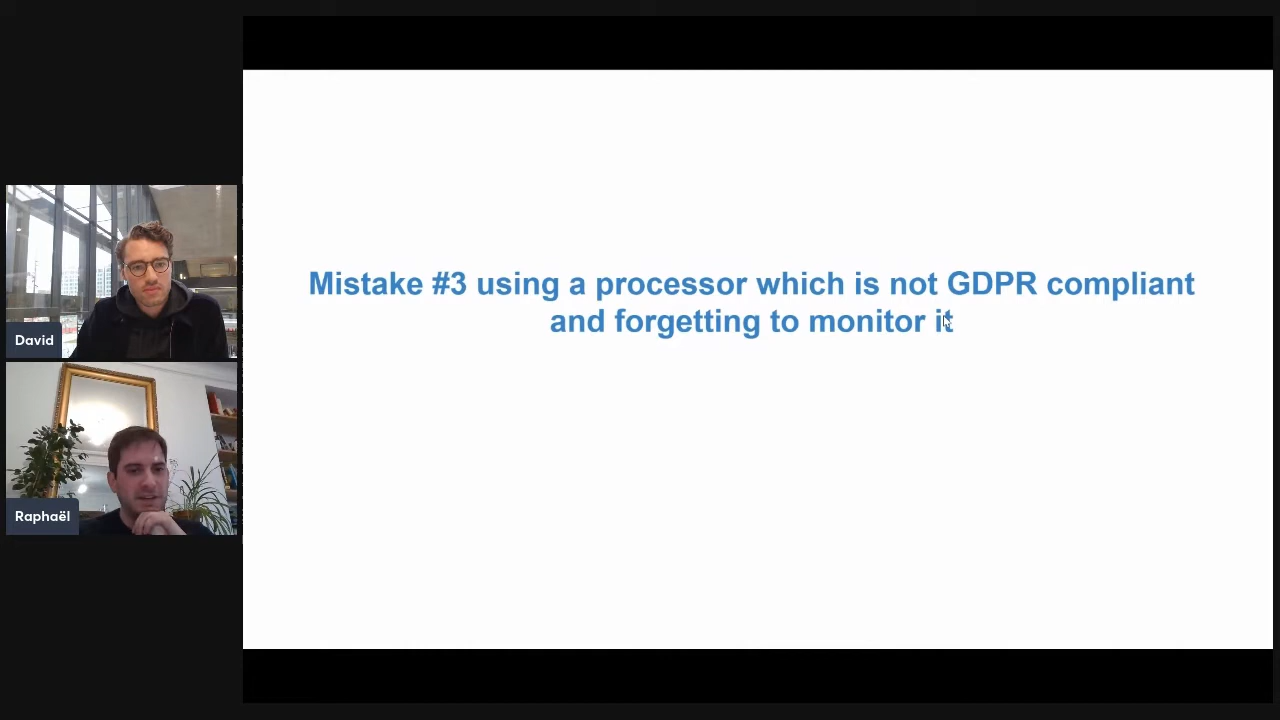 Mistake #3 using a processor which is not GDPR compliant
and forgetting to monitor it
David
Raphaël